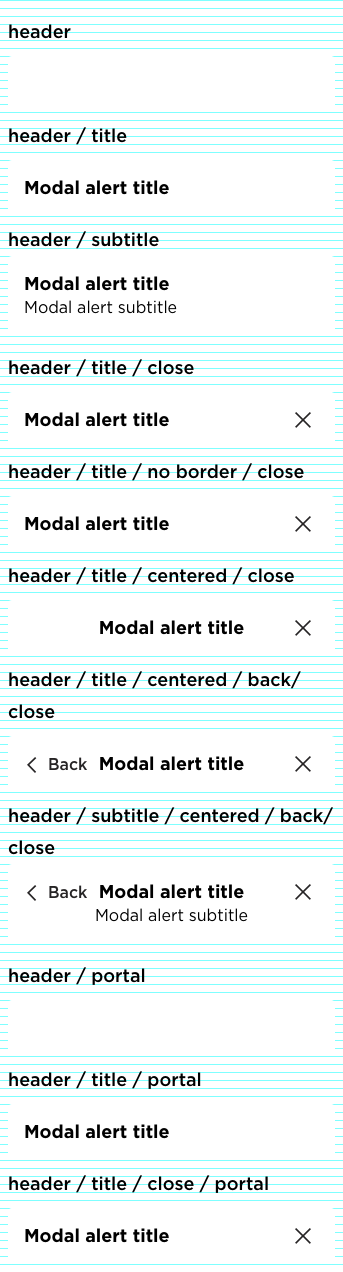 header
header / title
Modal alert title
header / subtitle
Modal alert title
Modal alert subtitle
header / title / close
Modal alert title
header / title / no border / close
Modal alert title
header / title / centered / close
Modal alert title
header / title / centered / back/
close
Back Modal alert title
header / subtitle / centered / back/
close
Back Modal alert title
Modal alert subtitle
header / portal
header / title / portal
Modal alert title
header / title / close / portal
Modal alert title